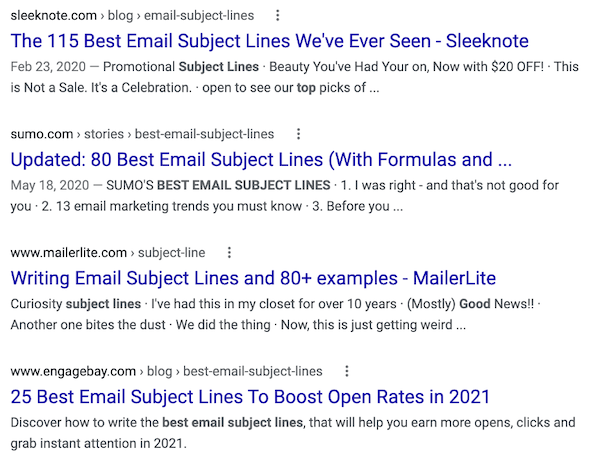 sleeknote.com › blog › email-subject-lines
The 115 Best Email Subject Lines We've Ever Seen - Sleeknote
Feb 23, 2020 — Promotional Subject Lines · Beauty You've Had Your on, Now with $20 OFF! · This
is Not a Sale. It's a Celebration. · open to see our top picks of ...
sumo.com › stories › best-email-subject-lines
Updated: 80 Best Email Subject Lines (With Formulas and ...
May 18, 2020 — SUMO'S BEST EMAIL SUBJECT LINES · 1. I was right - and that's not good for
you · 2. 13 email marketing trends you must know · 3. Before you ...
www.mailerlite.com › subject-line
Writing Email Subject Lines and 80+ examples - MailerLite
Curiosity subject lines · I've had this in my closet for over 10 years · (Mostly) Good News!! ·
Another one bites the dust · We did the thing · Now, this is just getting weird ...
www.engagebay.com › blog › best-email-subject-lines
25 Best Email Subject Lines To Boost Open Rates in 2021
Discover how to write the best email subject lines, that will help you earn more opens, clicks and
grab instant attention in 2021.